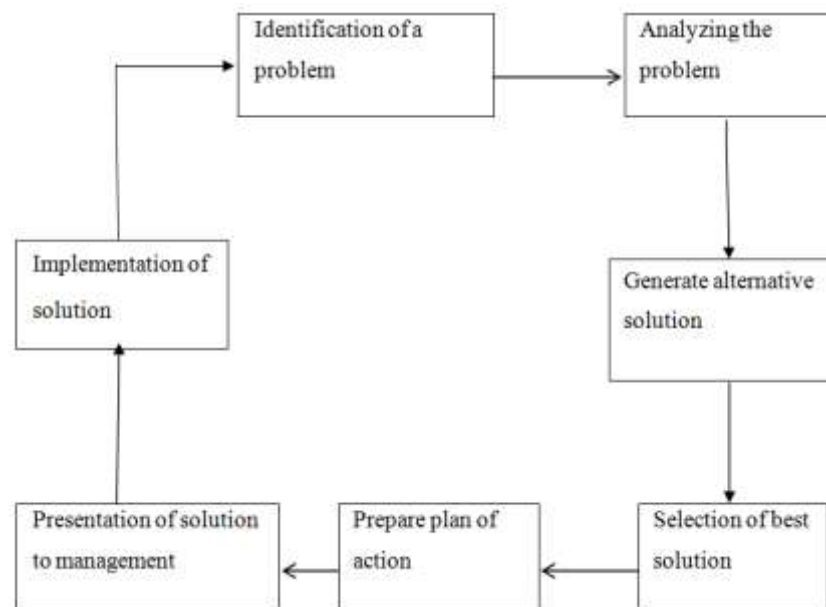 Identification of a
problem
Analyzing the
problem
Generate alternative
solution
Selection of best
solution
Prepare plan of
action
Presentation of solution
to management
Implementation of
solution